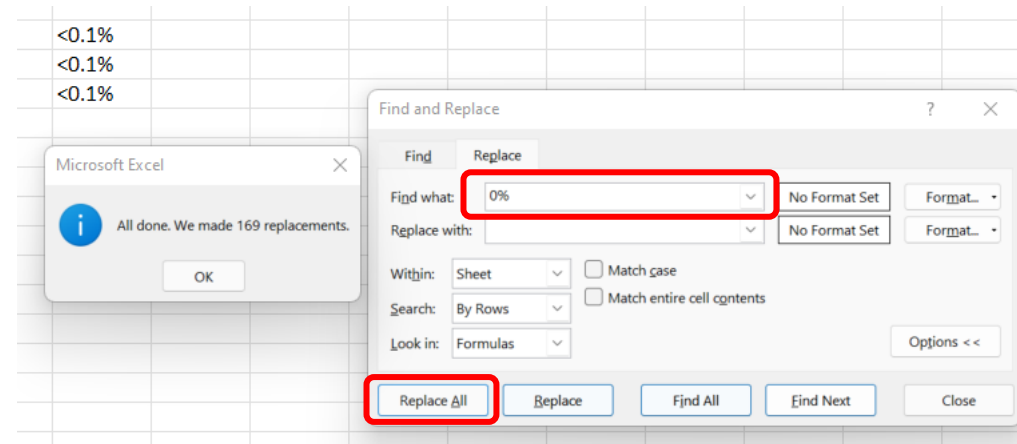 <0.1%
<0.1%
<0.1%
Microsoft Excel
All done. We made 169 replacements.
OK
Find and Replace
Find
Replace
Find what: 0% No Format Set Format...
Replace with: No Format Set Format...
Within: Sheet Match case
Search: By Rows Match entire cell contents
Look in: Formulas
Options <<
Replace All Replace Find All Find Next Close